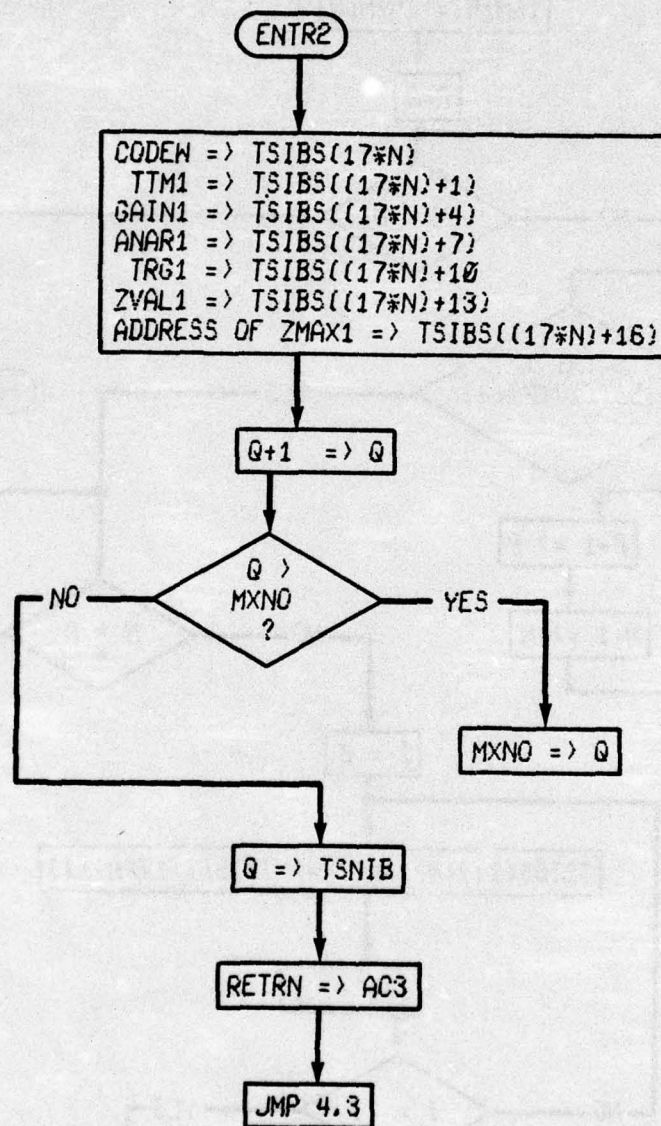 ENTR2
CODEW => TSIBS(17*N)
TTM1 => TSIBS((17*N)+1)
GAIN1 => TSIBS((17*N)+4)
ANAR1 => TSIBS((17*N)+7)
TRG1 => TSIBS((17*N)+10
ZVAL1 => TSIBS((17*N)+13)
ADDRESS OF ZMAX1 => TSIBS((17*N)+16)
Q+1 => Q
Q >
MXNO
?
NO
YES
MXNO => Q
Q => TSNIB
RETRN => AC3
JMP 4.3